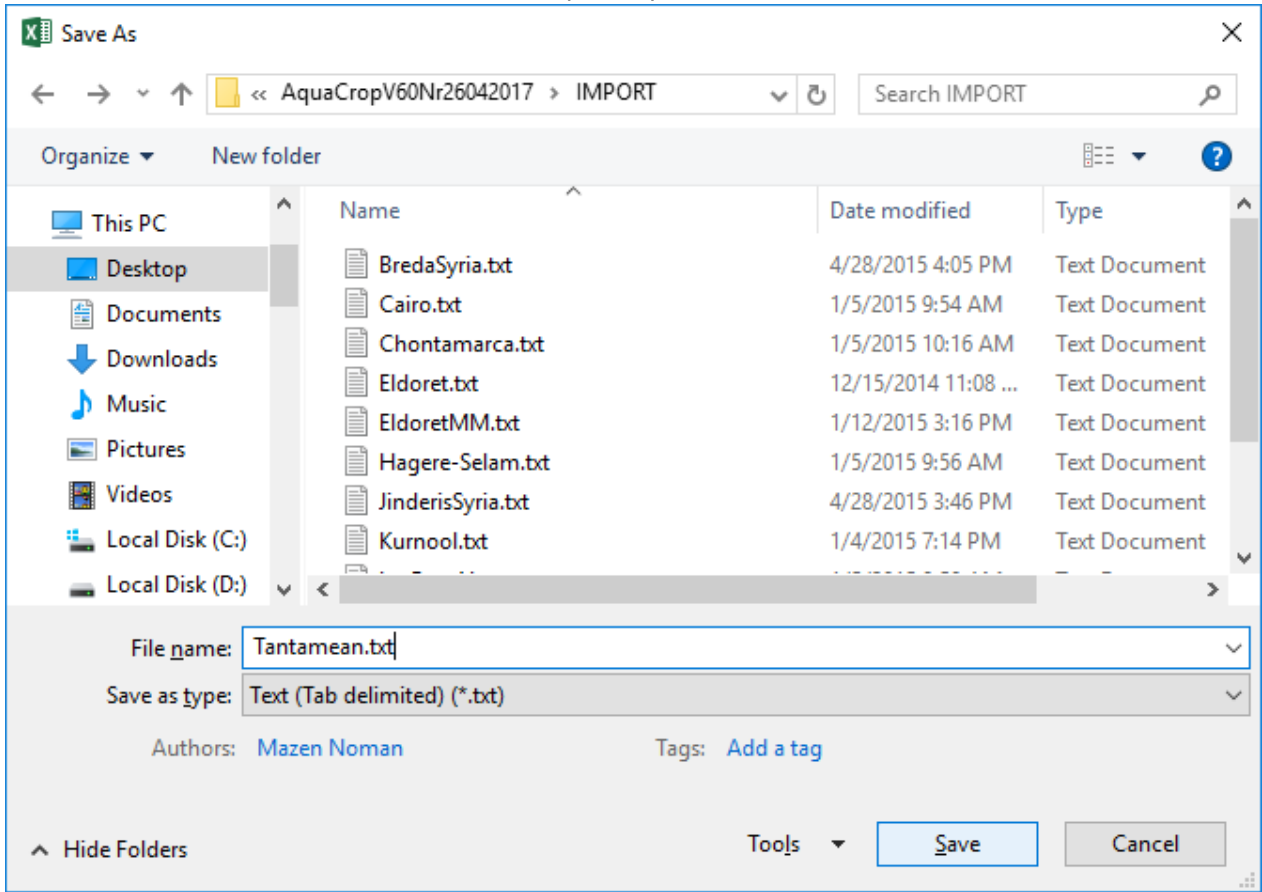 Save As
« AquaCropV60Nr26042017 > IMPORT
Search IMPORT
Organize
New folder
This PC
Desktop
Documents
Downloads
Music
Pictures
Videos
Local Disk (C:)
Local Disk (D:)
Name Date modified Type
BredaSyria.txt 4/28/2015 4:05 PM Text Document
Cairo.txt 1/5/2015 9:54 AM Text Document
Chontamarca.txt 1/5/2015 10:16 AM Text Document
Eldoret.txt 12/15/2014 11:08 ... Text Document
EldoretMM.txt 1/12/2015 3:16 PM Text Document
Hagere-Selam.txt 1/5/2015 9:56 AM Text Document
JinderisSyria.txt 4/28/2015 3:46 PM Text Document
Kurnool.txt 1/4/2015 7:14 PM Text Document
File name: Tantamean.txt
Save as type: Text (Tab delimited) (*.txt)
Authors: Mazen Noman Tags: Add a tag
Hide Folders Tools Save Cancel